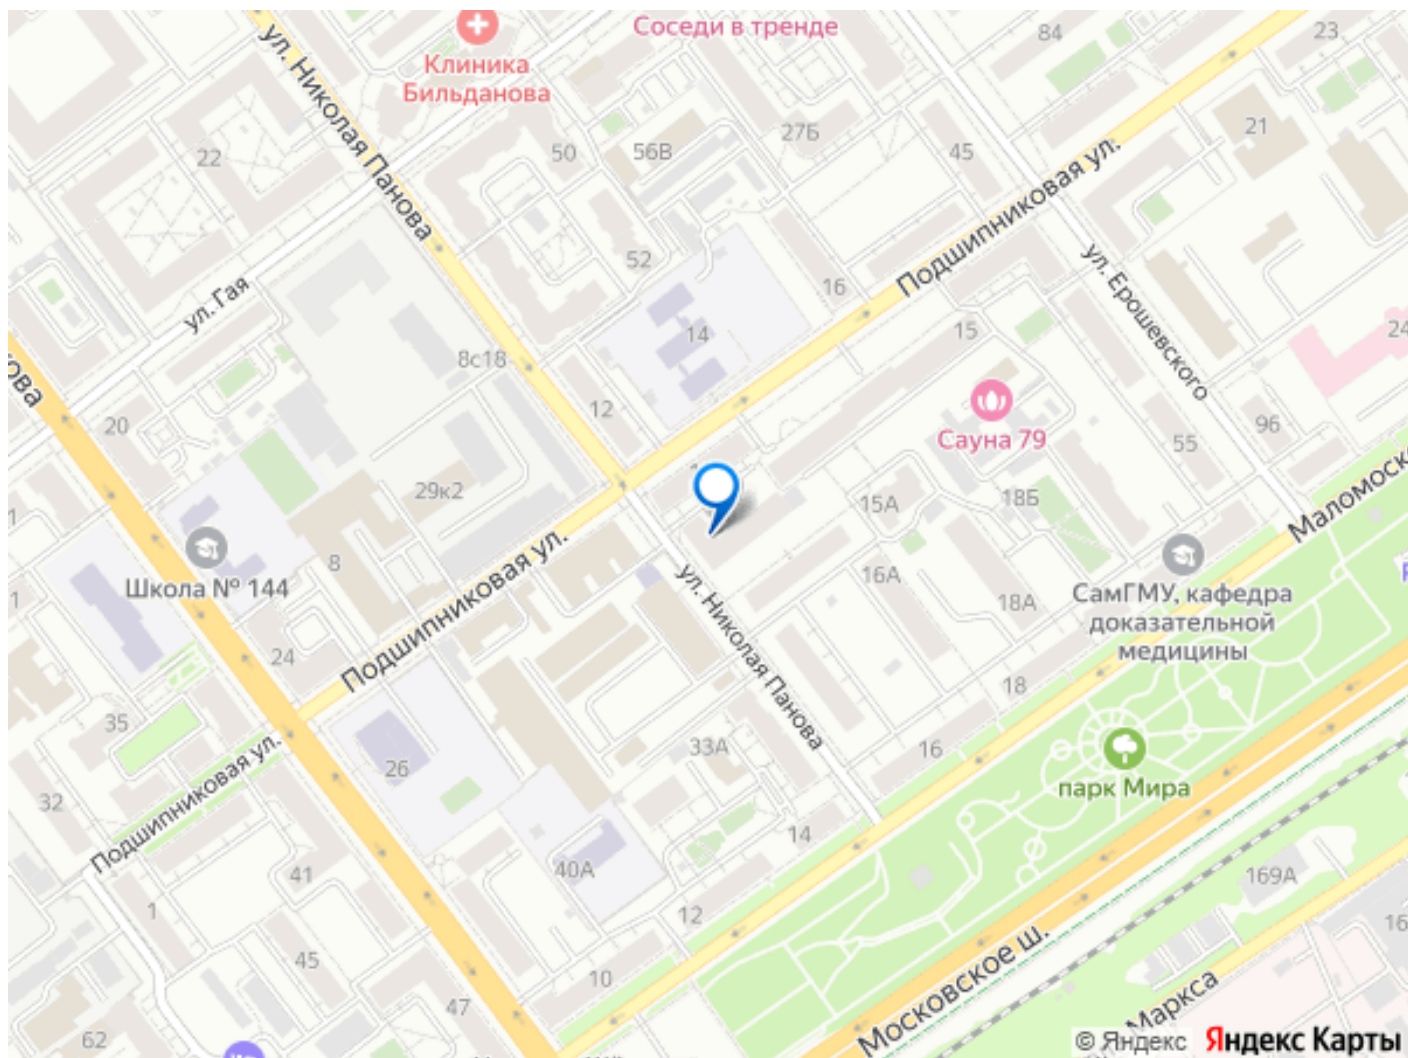 Соседи в тренде
84
23
Клиника
Бильданова
ул. Николая Панова
22
50
56В
27Б
45
21
Подшипниковая ул.
52
16
ул. Гая
14
15
ул. Ерошевского
24
8с18
12
20
Сауна 79
55
96
29к2
15А
18Б
Маломоск
8
Школа № 144
16А
18А
СамГМУ, кафедра
доказательной
медицины
1
1
Подшипниковая ул.
ул. Николая Панова
24
18
35
33А
16
26
парк Мира
32
Подшипниковая ул.
14
41
40А
169А
1
12
16
45
10
47
Московское ш.
62
Маркса
© Яндекс Яндекс Карты